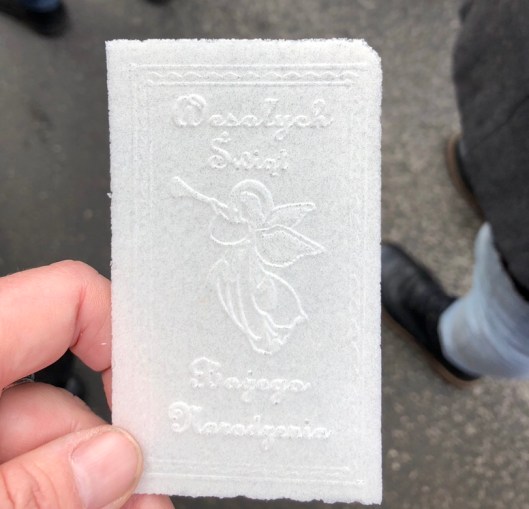 Wesołych
Świąt
Bożego
Narodzenia